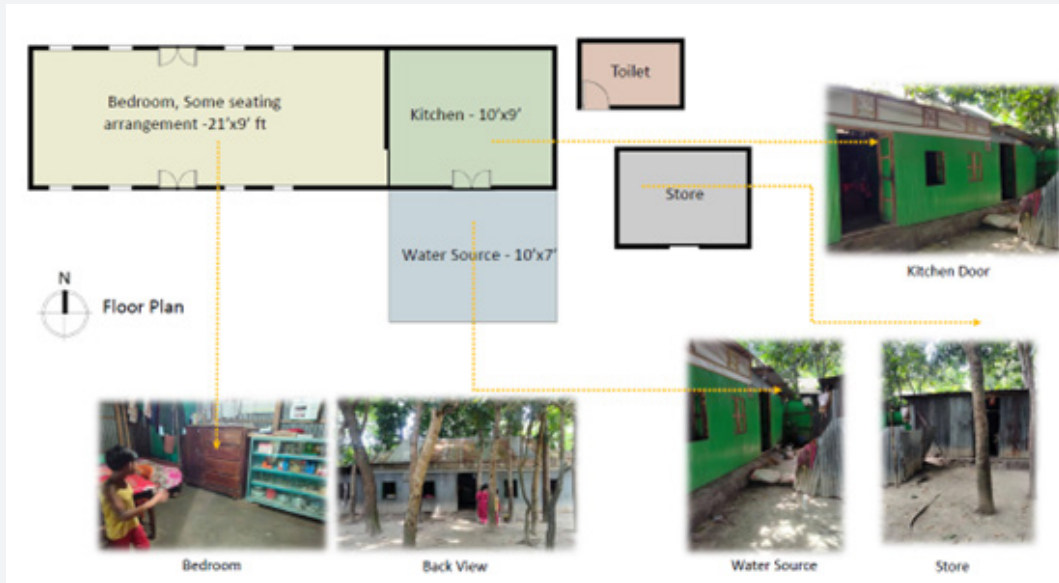 Bedroom, Some seating
arrangement -21'x9' ft
Kitchen - 10'x9'
Toilet
Store
Water Source - 10'x7'
Kitchen Door
N
Floor Plan
Bedroom
Back View
Water Source
Store